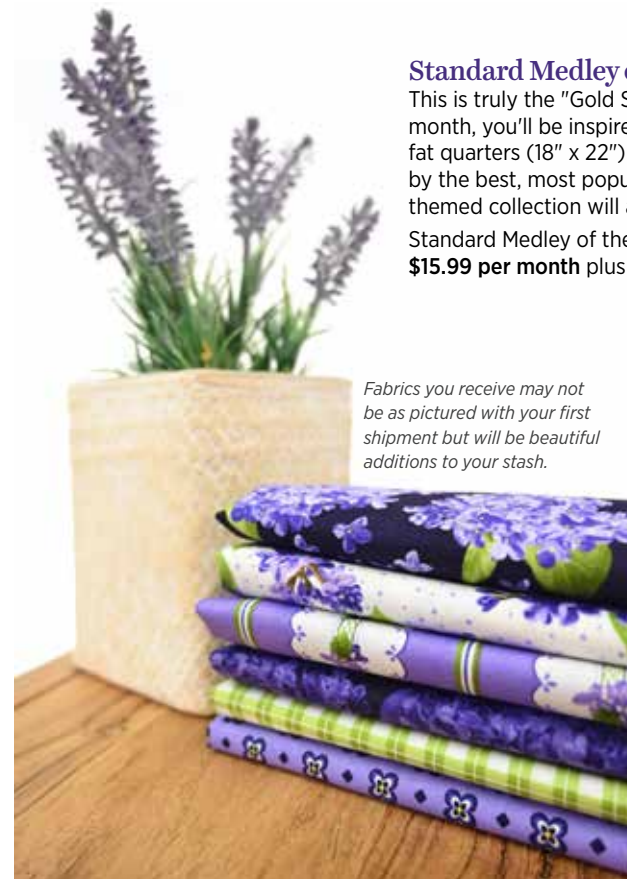 Standard Medley
This is truly the "Gold
month, you'll be
fat quarters (18" x 22")
by the best, most
themed collection will
Standard Medley of the
$15.99 per month plus
Fabrics you receive may not
be as pictured with your first
shipment but will be beautiful
additions to your stash.